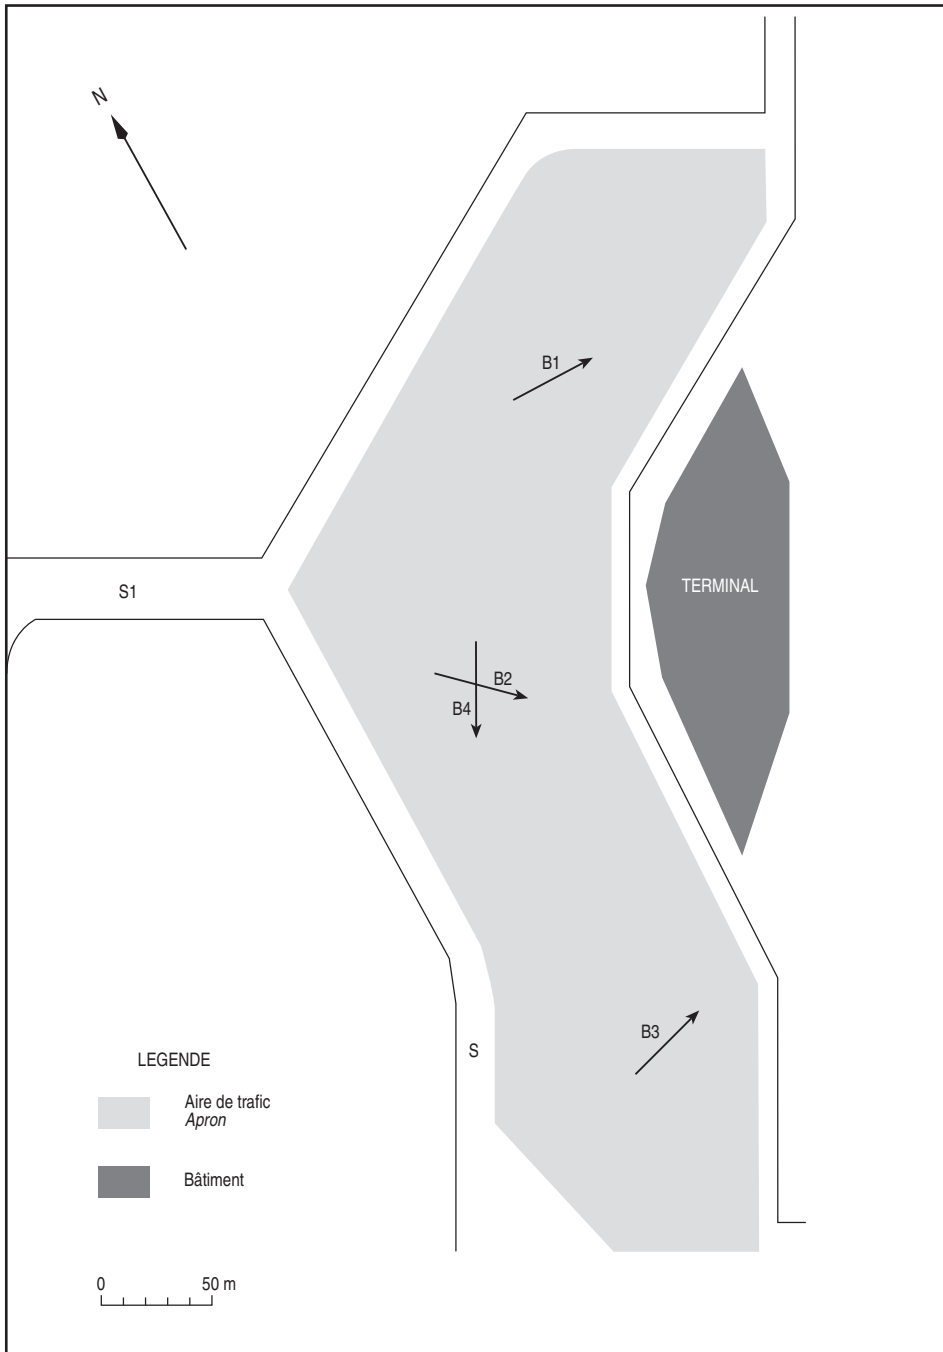 N
B1
S1
TERMINAL
B2
B4
B3
S
LEGENDE
Aire de trafic
Apron
Bâtiment
0 50 m